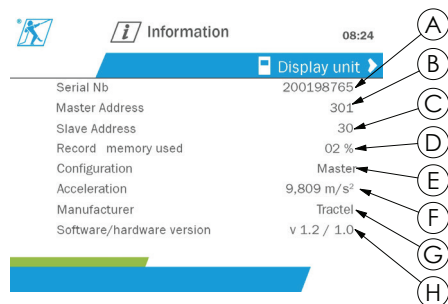 i Information 08:24
Display unit
Serial Nb 200198765 A
Master Address 301 B
Slave Address 30 C
Record memory used 02 % D
Configuration Master E
Acceleration 9,809 m/s² F
Manufacturer Tractel G
Software/hardware version v 1.2 / 1.0 H